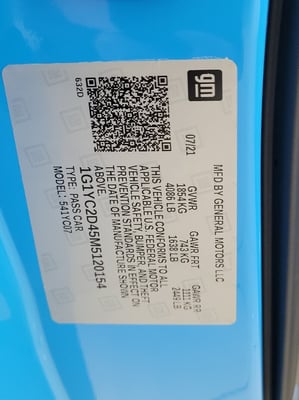 gm
MFD BY GENERAL MOTORS LLC
07/21 GVWR GAWR FRT GAWR RR
1854 KG 743 KG 1111 KG
4086 LB 1638 LB 2449 LB
THIS VEHICLE CONFORMS TO ALL
APPLICABLE U.S. FEDERAL MOTOR
VEHICLE SAFETY, BUMPER, AND THEFT
PREVENTION STANDARDS IN EFFECT ON
THE DATE OF MANUFACTURE SHOWN
ABOVE.
1G1YC2D45M5120154
TYPE: PASS CAR
632D
MODEL: 541YC07